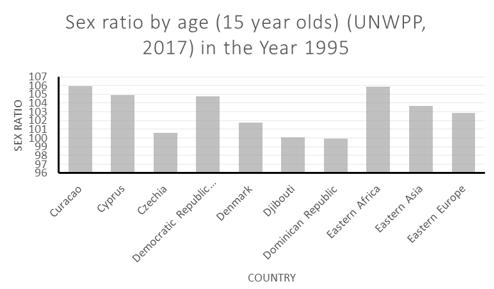 Sex ratio by age (15 year olds) (UNWPP,
2017) in the Year 1995
107
106
105
104
103
102
101
100
99
98
97
96
SEX RATIO
Curacao
Cyprus
Czechia
Democratic Republic...
Denmark
Djibouti
Dominican Republic
Eastern Africa
Eastern Asia
Eastern Europe
COUNTRY